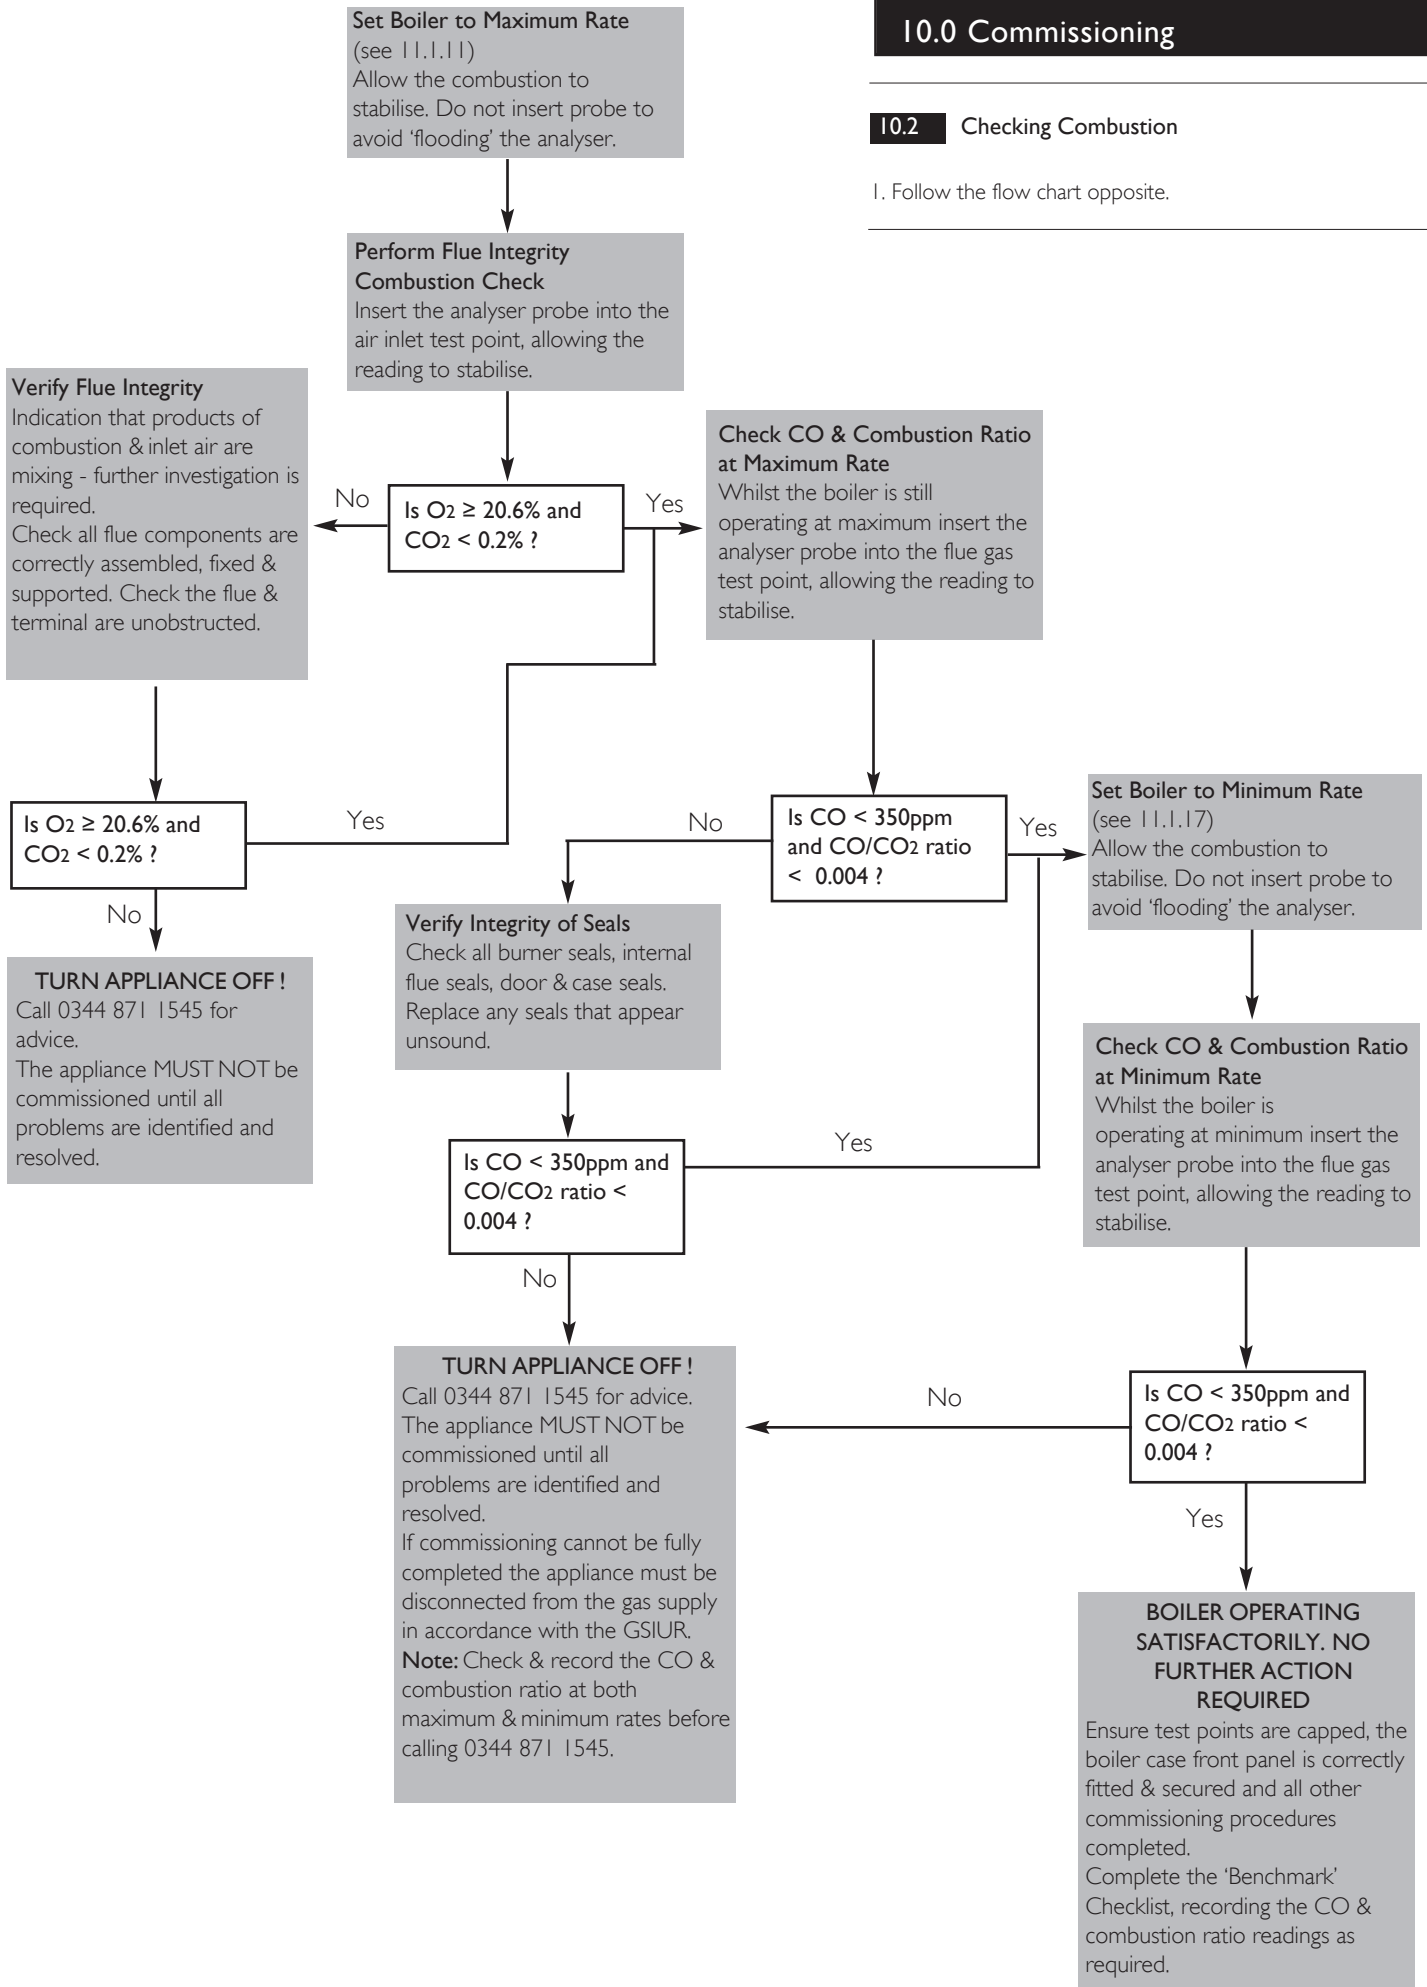 10.0 Commissioning
10.2 Checking Combustion
1. Follow the flow chart opposite.
Set Boiler to Maximum Rate
(see 11.1.11)
Allow the combustion to
stabilise. Do not insert probe to
avoid ‘flooding’ the analyser.
Perform Flue Integrity
Combustion Check
Insert the analyser probe into the
air inlet test point, allowing the
reading to stabilise.
Is O2 ≥ 20.6% and
CO2 < 0.2% ?
No
Yes
Verify Flue Integrity
Indication that products of
combustion & inlet air are
mixing - further investigation is
required.
Check all flue components are
correctly assembled, fixed &
supported. Check the flue &
terminal are unobstructed.
Is O2 ≥ 20.6% and
CO2 < 0.2% ?
Yes
No
TURN APPLIANCE OFF !
Call 0344 871 1545 for
advice.
The appliance MUST NOT be
commissioned until all
problems are identified and
resolved.
Check CO & Combustion Ratio
at Maximum Rate
Whilst the boiler is still
operating at maximum insert the
analyser probe into the flue gas
test point, allowing the reading to
stabilise.
Is CO < 350ppm
and CO/CO2 ratio
< 0.004 ?
No
Yes
Verify Integrity of Seals
Check all burner seals, internal
flue seals, door & case seals.
Replace any seals that appear
unsound.
Is CO < 350ppm and
CO/CO2 ratio <
0.004 ?
Yes
No
TURN APPLIANCE OFF !
Call 0344 871 1545 for advice.
The appliance MUST NOT be
commissioned until all
problems are identified and
resolved.
If commissioning cannot be fully
completed the appliance must be
disconnected from the gas supply
in accordance with the GSIUR.
Note: Check & record the CO &
combustion ratio at both
maximum & minimum rates before
calling 0344 871 1545.
Set Boiler to Minimum Rate
(see 11.1.17)
Allow the combustion to
stabilise. Do not insert probe to
avoid ‘flooding’ the analyser.
Check CO & Combustion Ratio
at Minimum Rate
Whilst the boiler is
operating at minimum insert the
analyser probe into the flue gas
test point, allowing the reading to
stabilise.
Is CO < 350ppm and
CO/CO2 ratio <
0.004 ?
No
Yes
BOILER OPERATING
SATISFACTORILY. NO
FURTHER ACTION
REQUIRED
Ensure test points are capped, the
boiler case front panel is correctly
fitted & secured and all other
commissioning procedures
completed.
Complete the ‘Benchmark’
Checklist, recording the CO &
combustion ratio readings as
required.